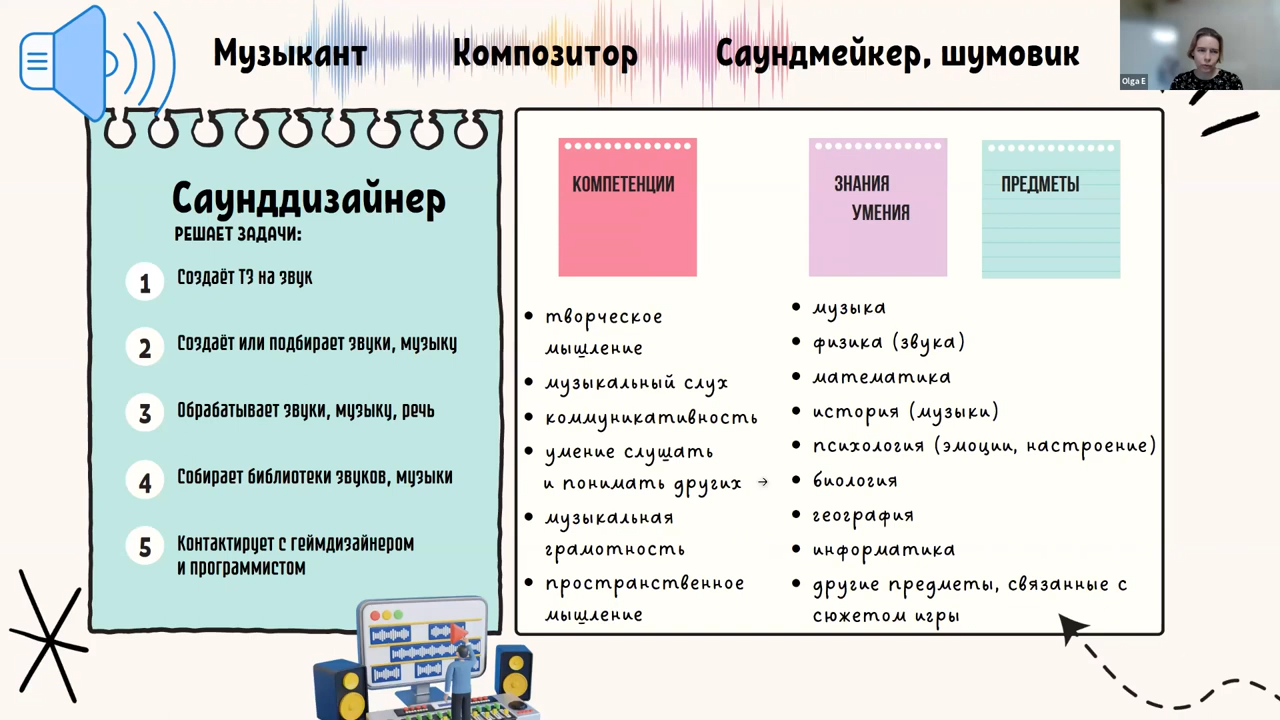 Музыкант Композитор Саундмейкер, шумовик
Olga E
Саунддизайнер
РЕШАЕТ ЗАДАЧИ:
1 Создаёт ТЗ на звук
2 Создаёт или подбирает звуки, музыку
3 Обрабатывает звуки, музыку, речь
4 Собирает библиотеки звуков, музыки
5 Контактирует с геймдизайнером
и программистом
КОМПЕТЕНЦИИ
• творческое
мышление
• музыкальный слух
• коммуникативность
• умение слушать
и понимать других →
• музыкальная
грамотность
• пространственное
мышление
ЗНАНИЯ
УМЕНИЯ
ПРЕДМЕТЫ
• музыка
• физика (звука)
• математика
• история (музыки)
• психология (эмоции, настроение)
• биология
• география
• информатика
• другие предметы, связанные с
сюжетом игры